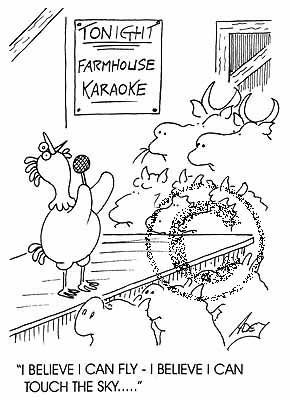 TONIGHT
FARMHOUSE
KARAOKE
"I BELIEVE I CAN FLY - I BELIEVE I CAN
TOUCH THE SKY....."